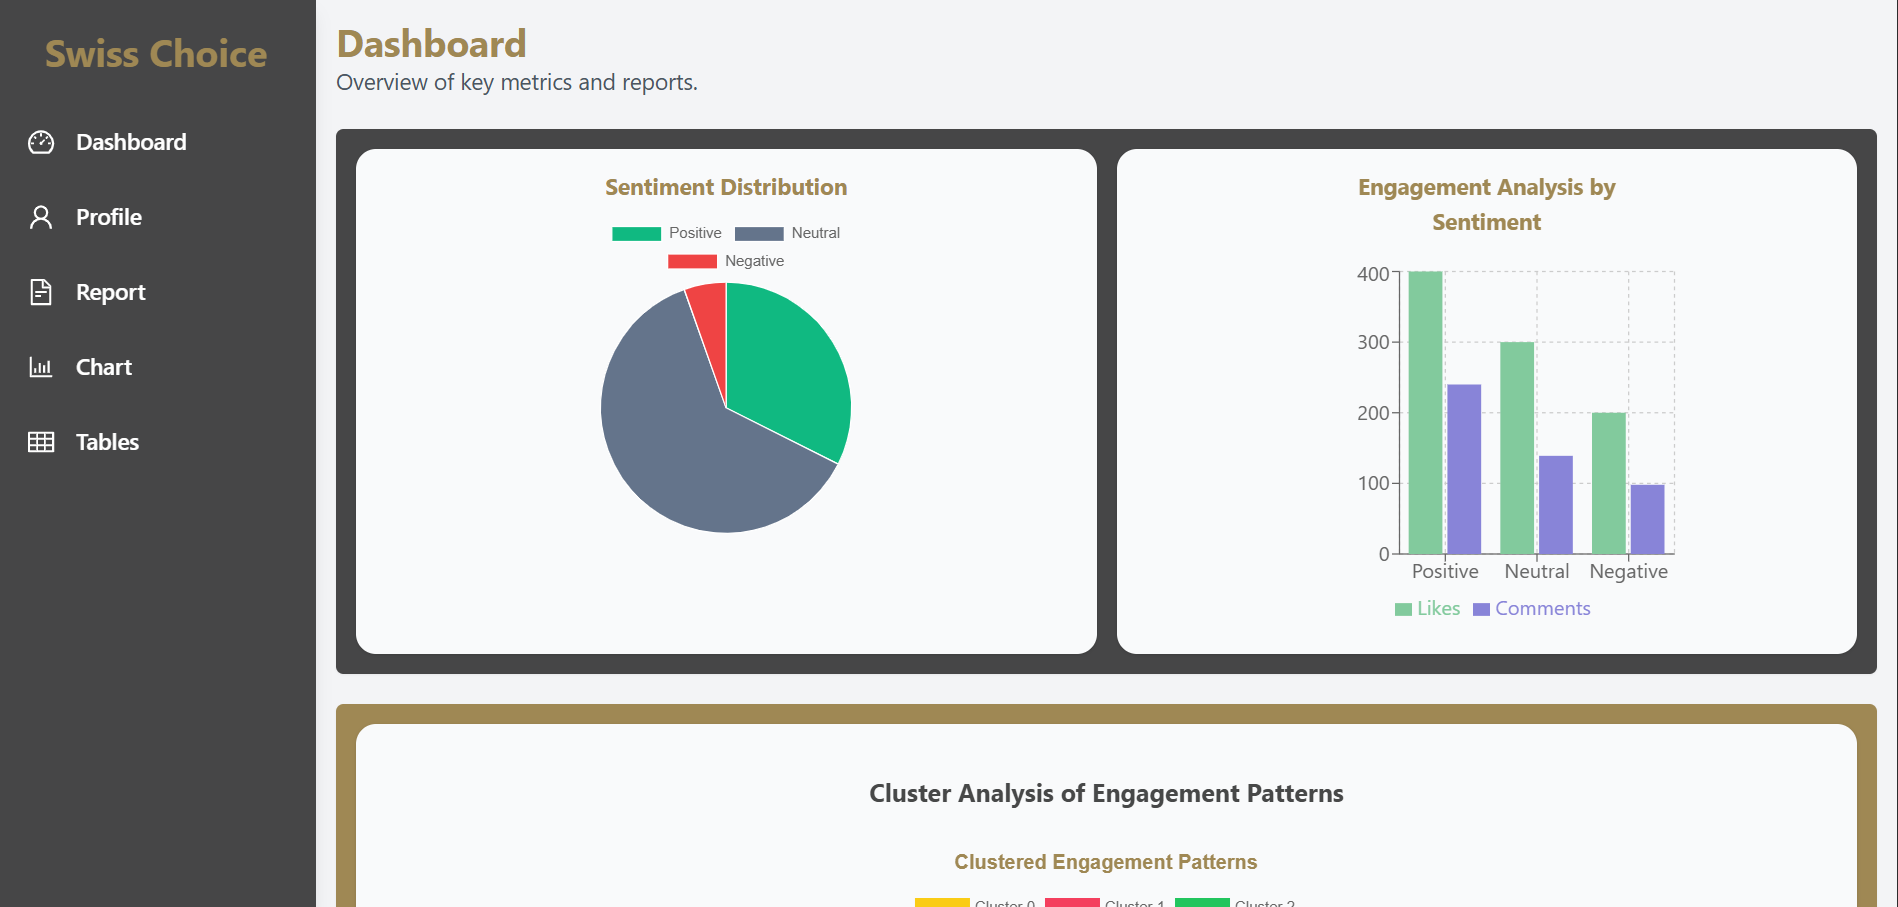 Swiss Choice
Dashboard
Profile
Report
Chart
Tables
Dashboard
Overview of key metrics and reports.
Sentiment Distribution
Positive Neutral
Negative
Engagement Analysis by
Sentiment
400
300
200
100
0
Positive Neutral Negative
Likes Comments
Cluster Analysis of Engagement Patterns
Clustered Engagement Patterns
Cluster 0 Cluster 1 Cluster 2